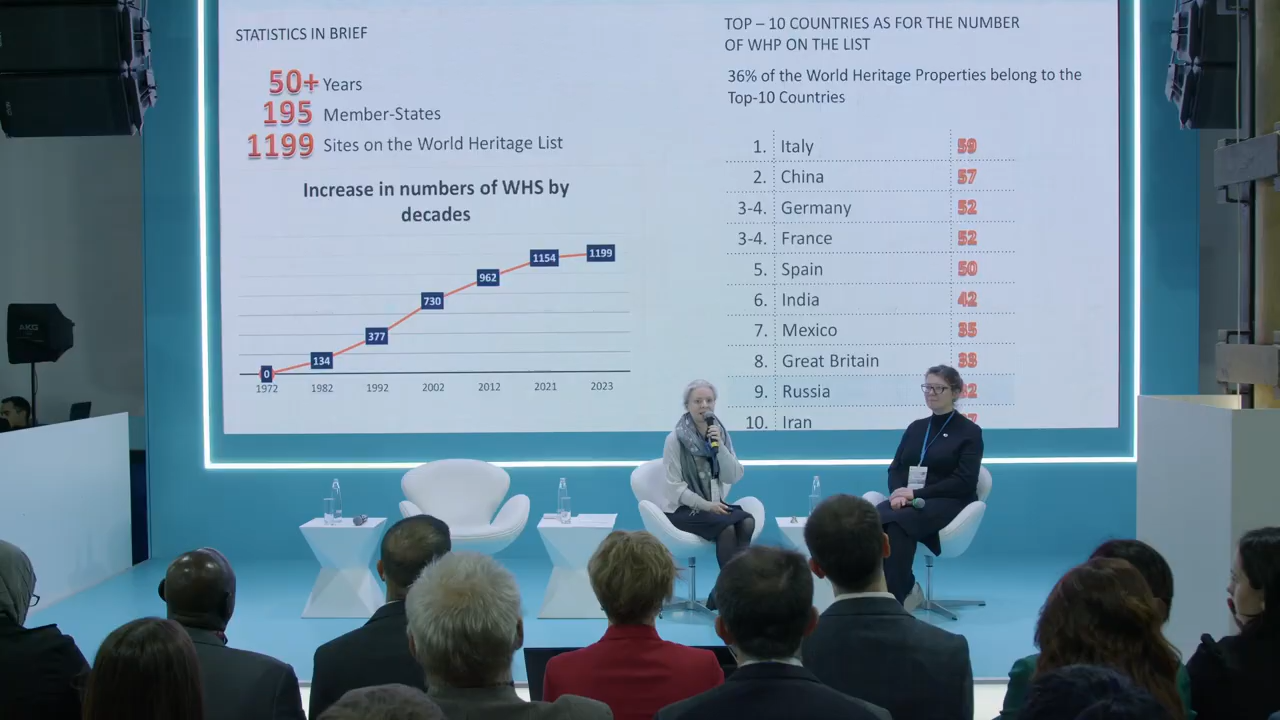 STATISTICS IN BRIEF
50+ Years
195 Member-States
1199 Sites on the World Heritage List
Increase in numbers of WHS by
decades
1199
1154
962
730
377
134
0
1972 1982 1992 2002 2012 2021 2023
TOP – 10 COUNTRIES AS FOR THE NUMBER
OF WHP ON THE LIST
36% of the World Heritage Properties belong to the
Top-10 Countries
1. Italy 59
2. China 57
3-4. Germany 52
3-4. France 52
5. Spain 50
6. India 42
7. Mexico 35
8. Great Britain 33
9. Russia
10. Iran
AKG